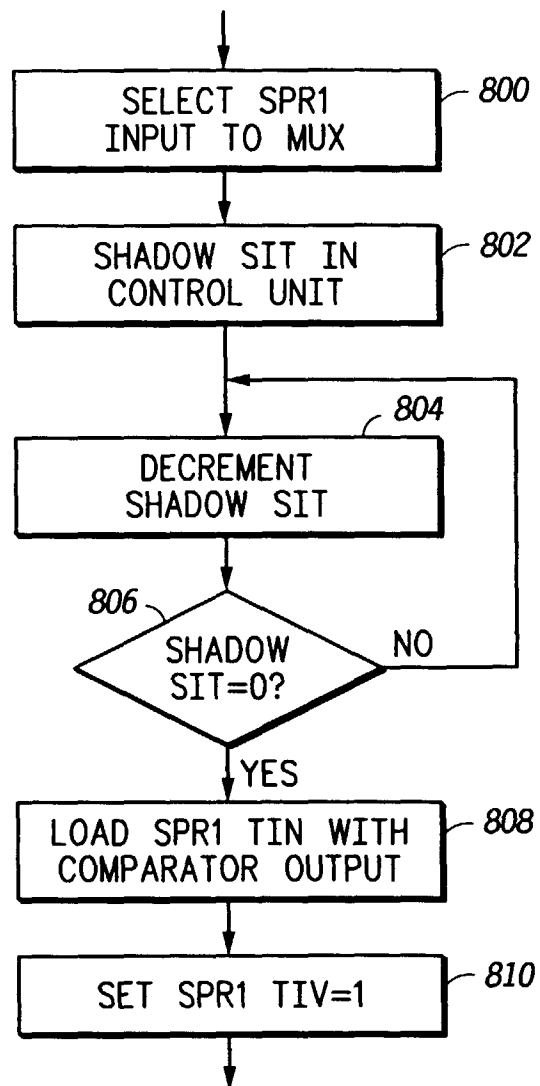 SELECT SPR1
INPUT TO MUX
800
SHADOW SIT IN
CONTROL UNIT
802
804
DECREMENT
SHADOW SIT
806
SHADOW
SIT=0?
NO
YES
LOAD SPR1 TIN WITH
COMPARATOR OUTPUT
808
SET SPR1 TIV=1
810